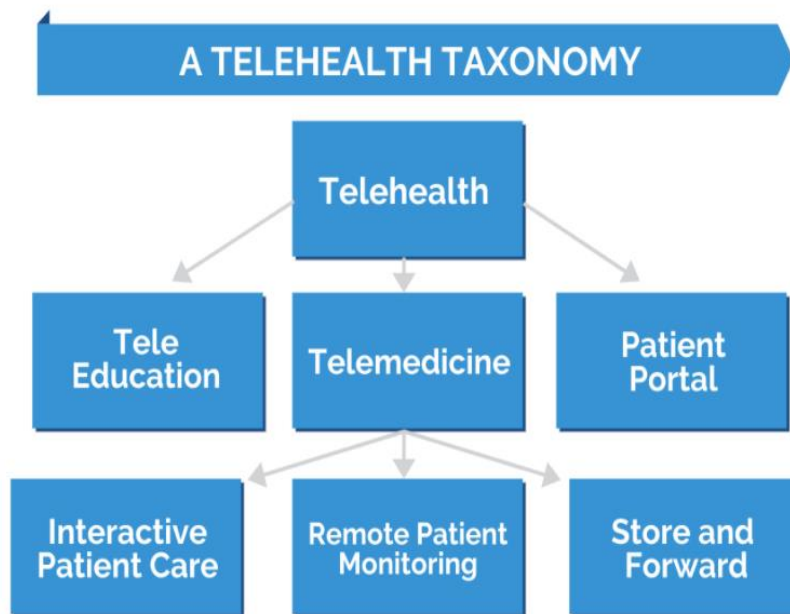 A TELEHEALTH TAXONOMY
Telehealth
Tele
Education
Telemedicine
Patient
Portal
Interactive
Patient Care
Remote Patient
Monitoring
Store and
Forward